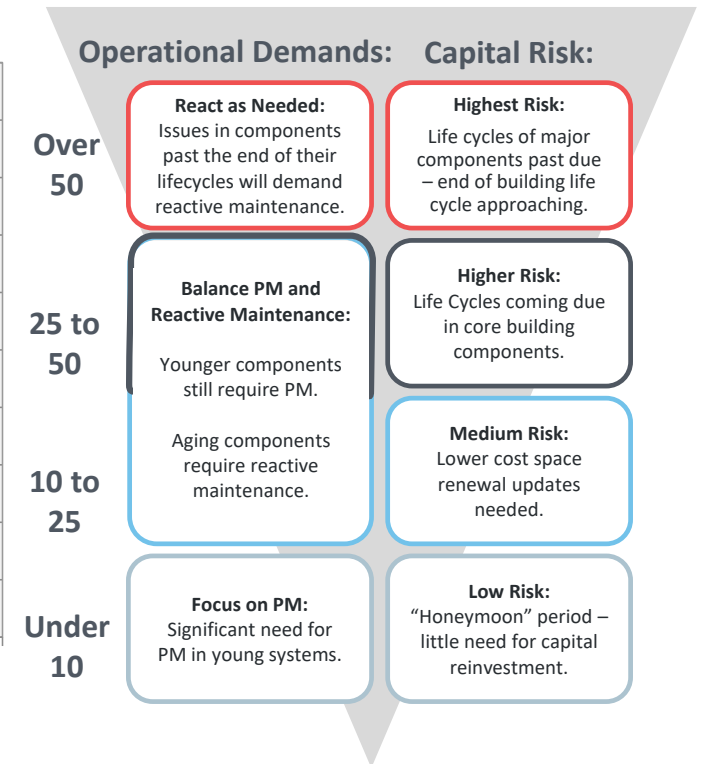 Operational Demands:
Capital Risk:
Over
50
React as Needed:
Issues in components
past the end of their
lifecycles will demand
reactive maintenance.
Highest Risk:
Life cycles of major
components past due
– end of building life
cycle approaching.
25 to
50
Balance PM and
Reactive Maintenance:
Younger components
still require PM.
Aging components
require reactive
maintenance.
Higher Risk:
Life Cycles coming due
in core building
components.
10 to
25
Medium Risk:
Lower cost space
renewal updates
needed.
Under
10
Focus on PM:
Significant need for
PM in young systems.
Low Risk:
“Honeymoon” period –
little need for capital
reinvestment.